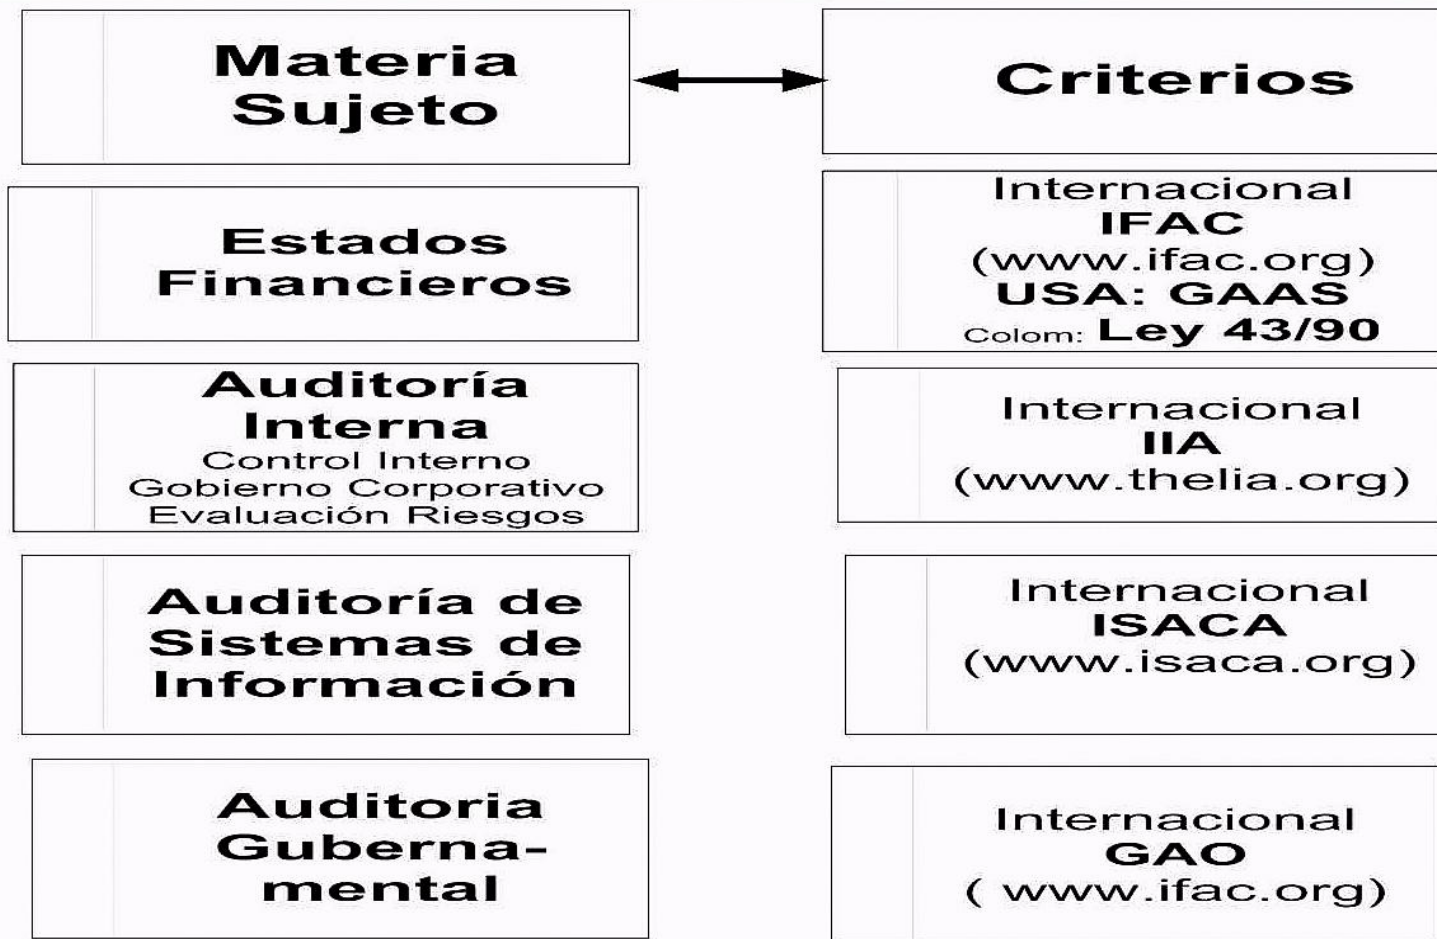 Materia
Sujeto
Criterios
Estados
Financieros
Internacional
IFAC
(www.ifac.org)
USA: GAAS
Colom: Ley 43/90
Auditoría
Interna
Control Interno
Gobierno Corporativo
Evaluación Riesgos
Internacional
IIA
(www.thelia.org)
Auditoría de
Sistemas de
Información
Internacional
ISACA
(www.isaca.org)
Auditoria
Guberna-
mental
Internacional
GAO
( www.ifac.org)